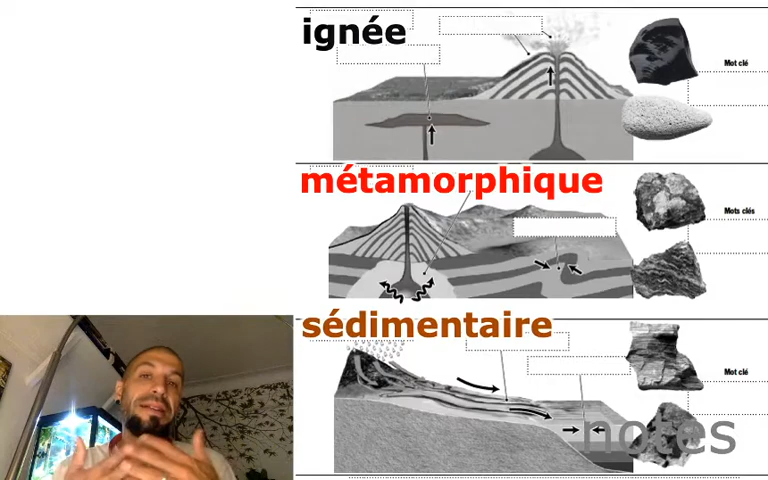 ignée
Mot clé
métamorphique
Mots clés
sédimentaire
Mot clé
notes